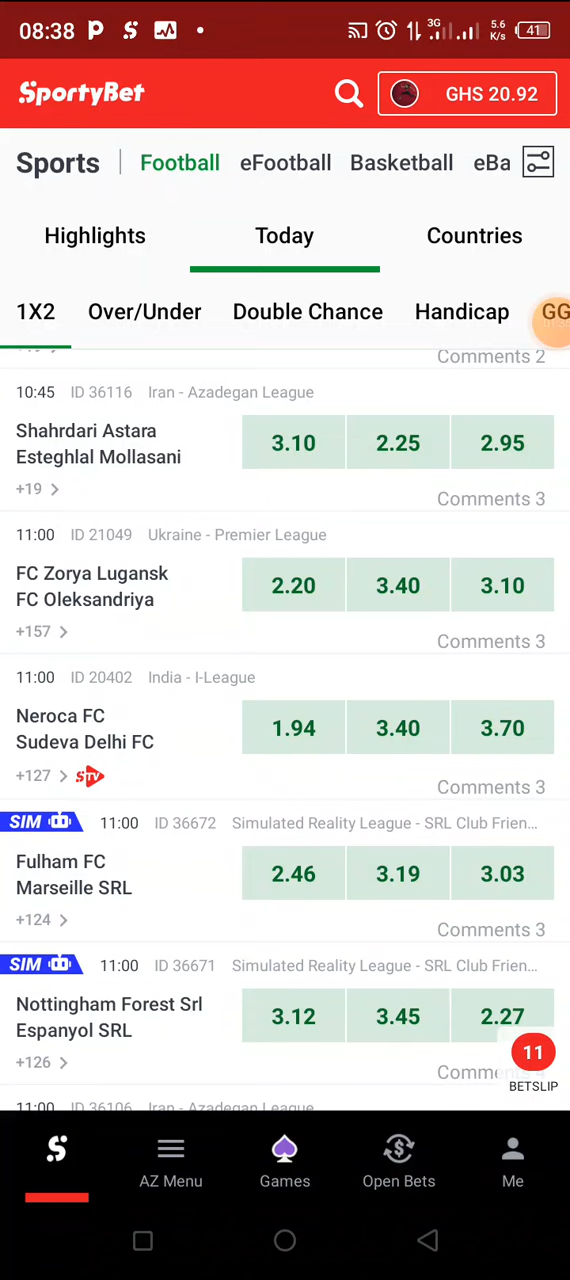 08:38
3G
5.6 K/s
41
SportyBet
GHS 20.92
Sports
Football
eFootball
Basketball
eBa
Highlights
Today
Countries
1X2
Over/Under
Double Chance
Handicap
GG
Comments 2
10:45 ID 36116 Iran - Azadegan League
Shahrdari Astara
Esteghlal Mollasani
3.10 2.25 2.95
+19
Comments 3
11:00 ID 21049 Ukraine - Premier League
FC Zorya Lugansk
FC Oleksandriya
2.20 3.40 3.10
+157
Comments 3
11:00 ID 20402 India - I-League
Neroca FC
Sudeva Delhi FC
1.94 3.40 3.70
+127 STV
Comments 3
SIM 11:00 ID 36672 Simulated Reality League - SRL Club Frien...
Fulham FC
Marseille SRL
2.46 3.19 3.03
+124
Comments 3
SIM 11:00 ID 36671 Simulated Reality League - SRL Club Frien...
Nottingham Forest Srl
Espanyol SRL
3.12 3.45 2.27
+126
11
BETSLIP
11:00 ID 36106 Iran - Azadegan League
AZ Menu
Games
Open Bets
Me